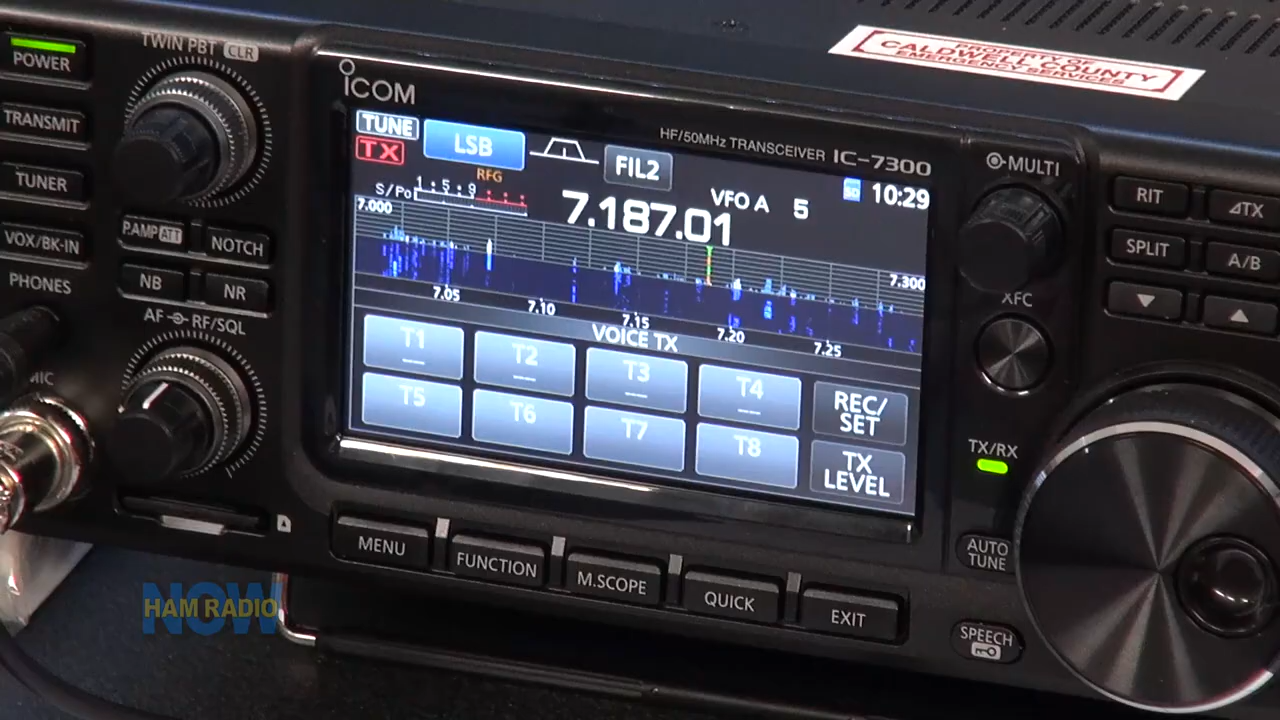 POWER
TRANSMIT
TUNER
VOX/BK-IN
PHONES
MIC
TWIN PBT CLR
P.AMP ATT
NOTCH
NB
NR
AF RF/SQL
ICOM
HF/50MHz TRANSCEIVER IC-7300
PROPERTY OF
CALDWELL COUNTY
EMERGENCY SERVICES
TUNE
TX
LSB
FIL2
RFG
S/Po 1 5 9
VFO A 5
10:29
7.187.01
7.000
7.300
7.05
7.10
7.15
7.20
7.25
VOICE TX
T1
T2
T3
T4
REC/
SET
T5
T6
T7
T8
TX
LEVEL
MENU
FUNCTION
M.SCOPE
QUICK
EXIT
MULTI
RIT
⊿TX
SPLIT
A/B
XFC
TX/RX
AUTO
TUNE
SPEECH
NOW
HAM RADIO